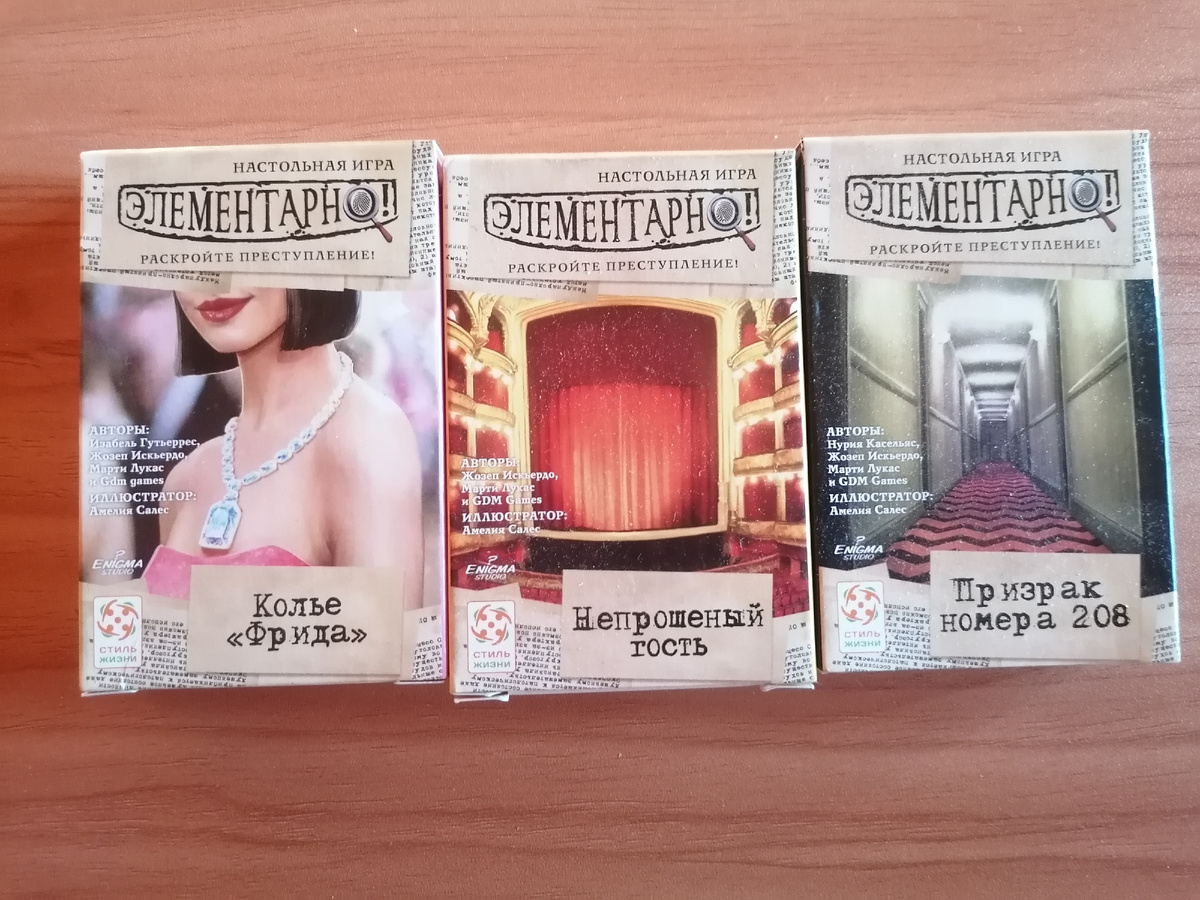 НАСТОЛЬНАЯ ИГРА
ЭЛЕМЕНТАРНО!
РАСКРОЙТЕ ПРЕСТУПЛЕНИЕ!
АВТОРЫ:
Изабель Гутьеррес,
Жозеп Искьердо,
Марти Лукас
и Gdm games
ИЛЛЮСТРАТОР:
Амелия Салес
ENIGMA
STUDIO
СТИЛЬ
ЖИЗНИ
Колье
«Фрида»
НАСТОЛЬНАЯ ИГРА
ЭЛЕМЕНТАРНО!
РАСКРОЙТЕ ПРЕСТУПЛЕНИЕ!
АВТОРЫ:
Жозеп Искьердо,
Марти Лукас
и GDM Games
ИЛЛЮСТРАТОР:
Амелия Салес
ENIGMA
STUDIO
СТИЛЬ
ЖИЗНИ
Непрошеный
гость
НАСТОЛЬНАЯ ИГРА
ЭЛЕМЕНТАРНО!
РАСКРОЙТЕ ПРЕСТУПЛЕНИЕ!
АВТОРЫ:
Нурия Касельяс,
Жозеп Искьердо,
Марти Лукас
и GDM Games
ИЛЛЮСТРАТОР:
Амелия Салес
ENIGMA
STUDIO
СТИЛЬ
ЖИЗНИ
Призрак
номера 208